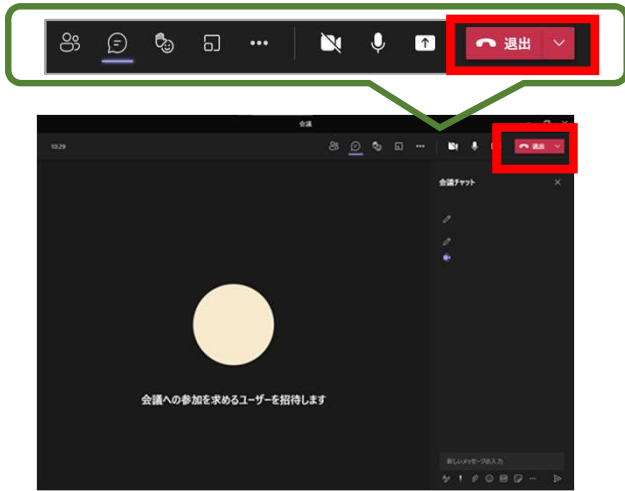 退出
会議
10:29
退出
会議チャット
会議への参加を求めるユーザーを招待します
新しいメッセージの入力